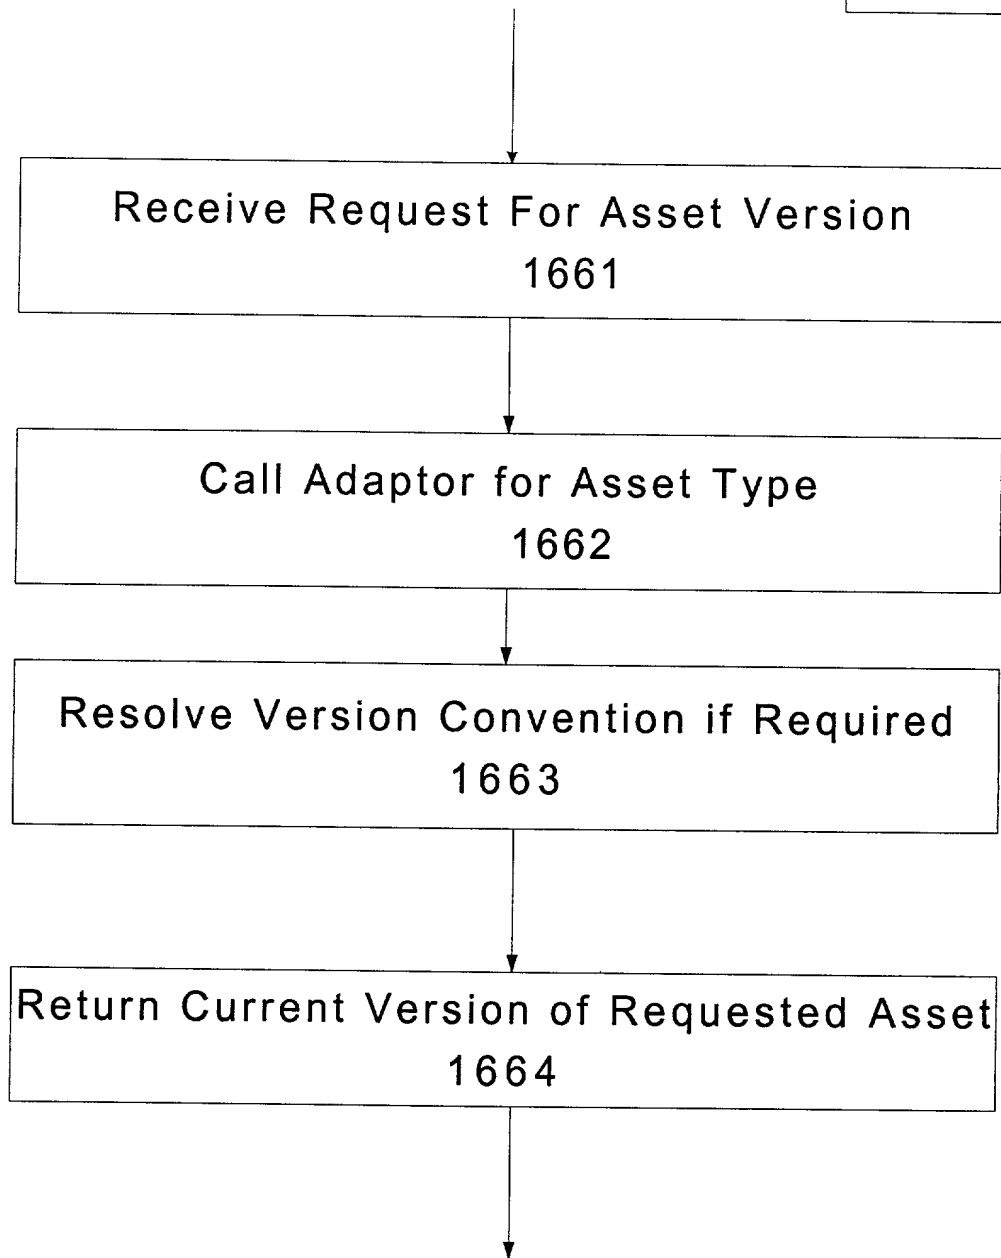 Receive Request For Asset Version
1661
Call Adaptor for Asset Type
1662
Resolve Version Convention if Required
1663
Return Current Version of Requested Asset
1664